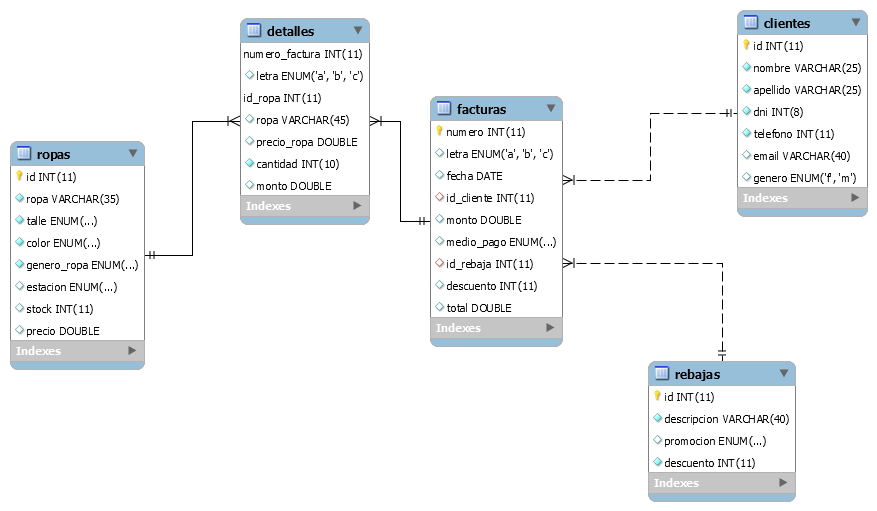 detalles
numero_factura INT(11)
letra ENUM('a', 'b', 'c')
id_ropa INT(11)
ropa VARCHAR(45)
precio_ropa DOUBLE
cantidad INT(10)
monto DOUBLE
Indexes
clientes
id INT(11)
nombre VARCHAR(25)
apellido VARCHAR(25)
dni INT(8)
telefono INT(11)
email VARCHAR(40)
genero ENUM('f', 'm')
Indexes
facturas
numero INT(11)
letra ENUM('a', 'b', 'c')
fecha DATE
id_cliente INT(11)
monto DOUBLE
medio_pago ENUM(...)
id_rebaja INT(11)
descuento INT(11)
total DOUBLE
Indexes
ropas
id INT(11)
ropa VARCHAR(35)
talle ENUM(...)
color ENUM(...)
genero_ropa ENUM(...)
estacion ENUM(...)
stock INT(11)
precio DOUBLE
Indexes
rebajas
id INT(11)
descripcion VARCHAR(40)
promocion ENUM(...)
descuento INT(11)
Indexes